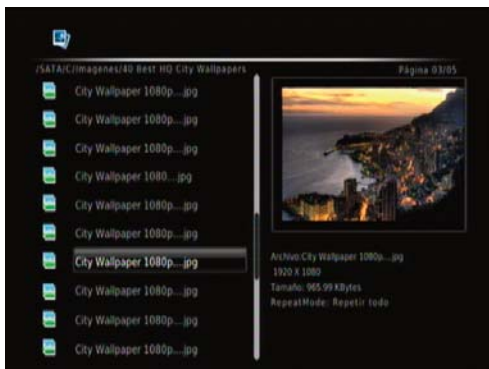 /SATA/C/Imagenes/40 Best HQ City Wallpapers
Página 03/05
City Wallpaper 1080p...jpg
City Wallpaper 1080p...jpg
City Wallpaper 1080p...jpg
City Wallpaper 1080...jpg
City Wallpaper 1080p...jpg
City Wallpaper 1080p...jpg
City Wallpaper 1080p...jpg
City Wallpaper 1080p...jpg
City Wallpaper 1080p...jpg
City Wallpaper 1080p...jpg
Archivo:City Wallpaper 1080p...jpg
1920 X 1080
Tamaño: 965.99 KBytes
RepeatMode: Repetir todo